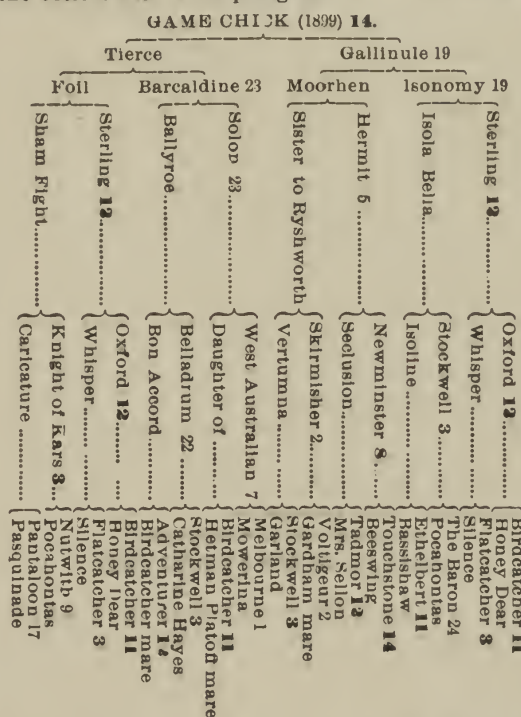 GAME CHICK (1899) 14.
Tierce Gallinule 19
Foil Barcaldine 23 Moorhen Isonomy 19
Sterling 12
Isola Bella
Hermit 5
Sister to Ryshworth
Solon 23
Ballyroe
Sterling 12
Sham Fight
Oxford 12
Whisper
Stockwell 3
Isoline
Newminster 8
Seclusion
Skirmisher 2
Vertumna
West Australian 7
Daughter of
Belladrum 22
Bon Accord
Oxford 12
Whisper
Knight of Kars 3
Caricature
Birdcatcher 11
Honey Dear
Flatcatcher 3
Silence
The Baron 24
Pocahontas
Ethelbert 11
Bassishaw
Touchstone 14
Beeswing
Tadmor 12
Mrs. Sellon
Voltigeur 2
Gardham mare
Stockwell 3
Garland
Melbourne 1
Mowerina
Birdcatcher 11
Hetman Platoff mare
Stockwell 3
Catharine Hayes
Adventurer 12
Birdcatcher mare
Birdcatcher 11
Honey Dear
Flatcatcher 3
Silence
Nutwith 9
Pocahontas
Pantaloon 17
Pasquinade